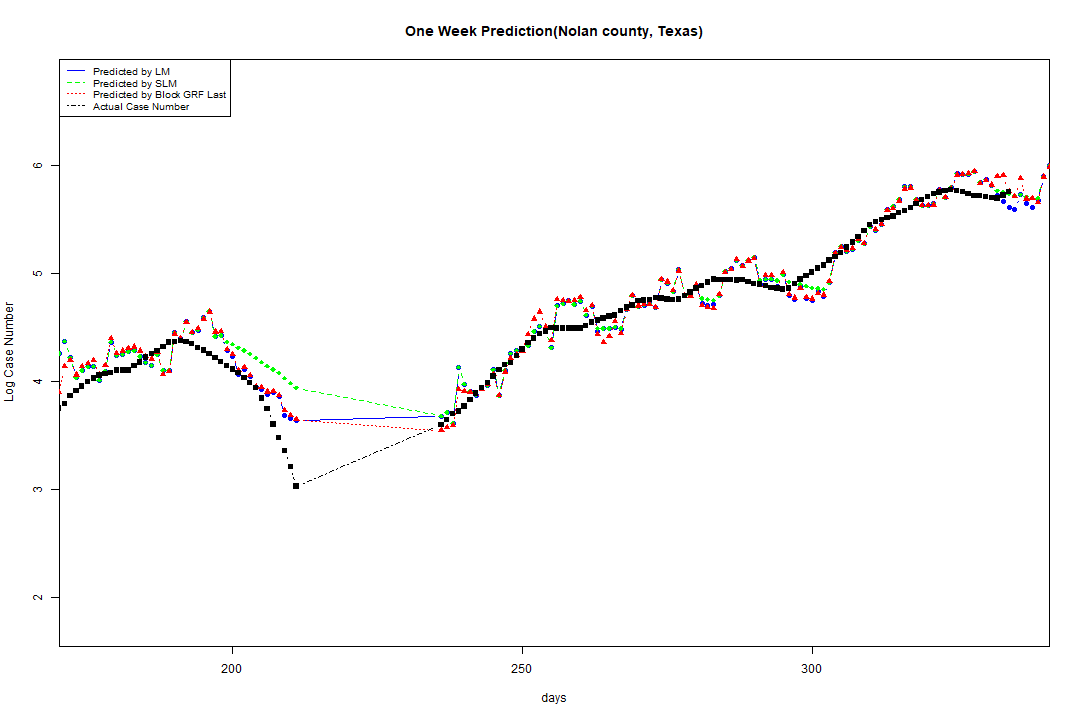 One Week Prediction(Nolan county, Texas)
Predicted by LM
Predicted by SLM
Predicted by Block GRF Last
Actual Case Number
6
5
4
3
2
Log Case Number
200 250 300
days